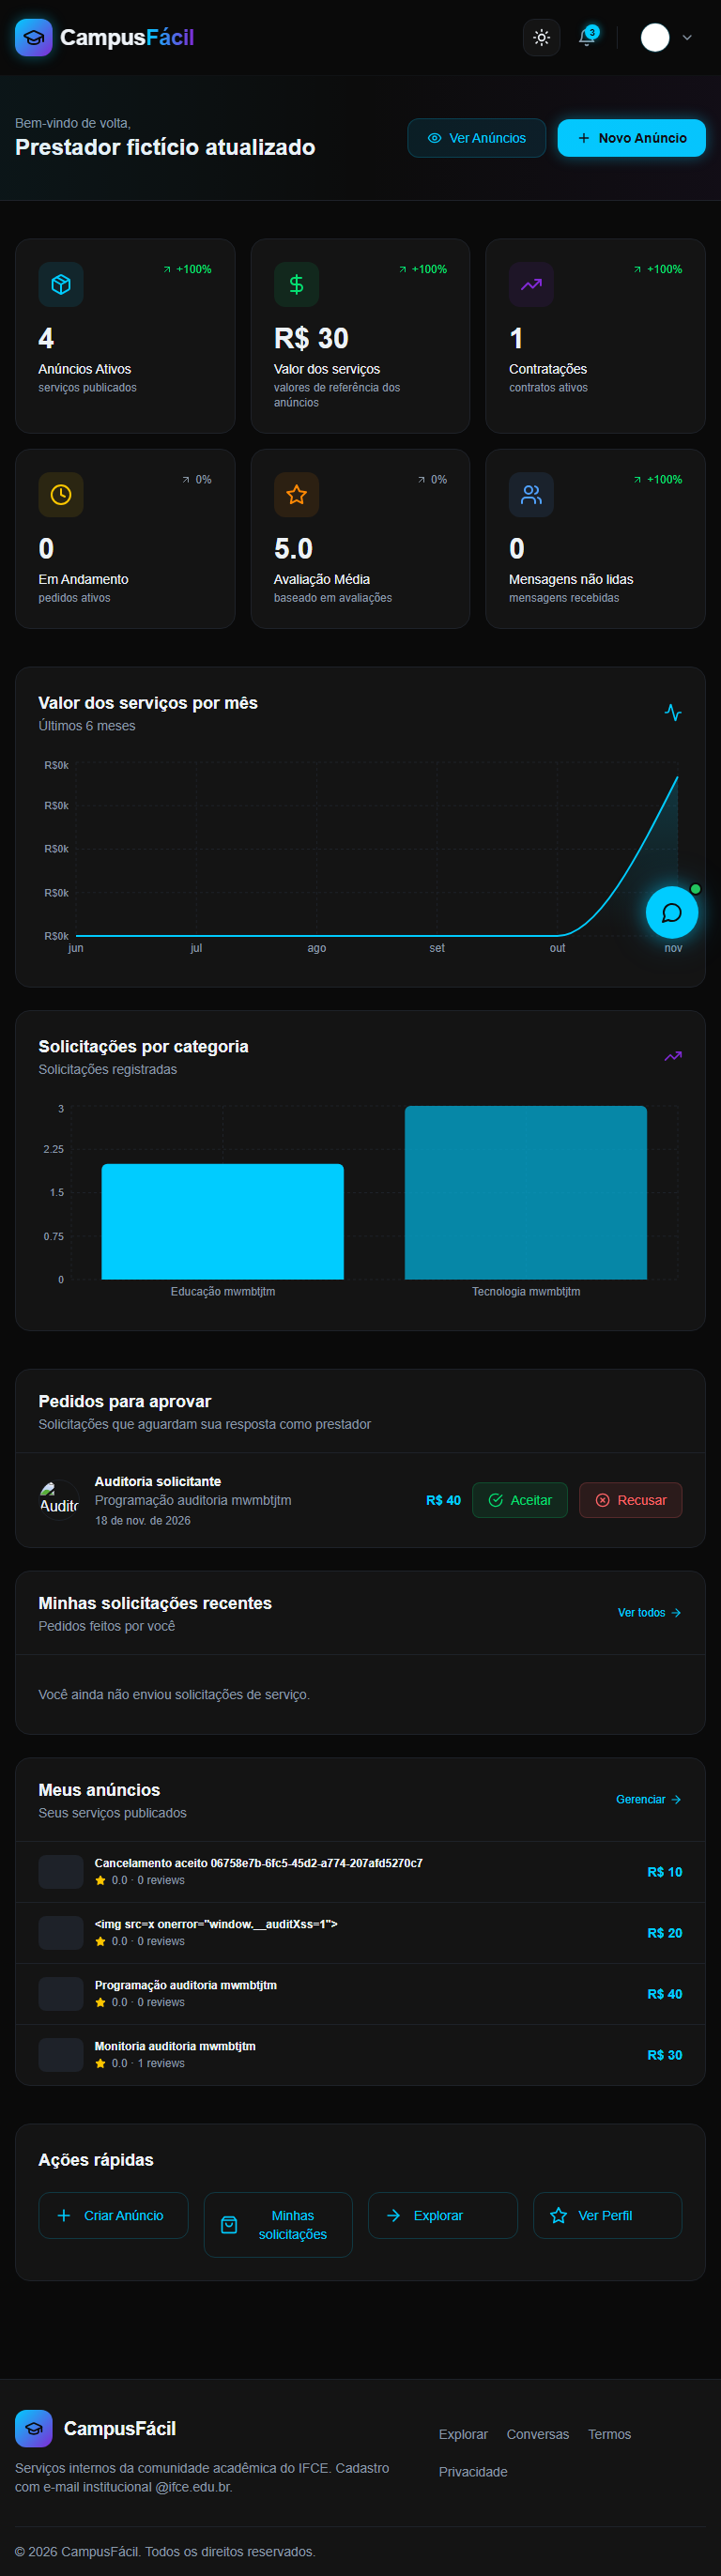 CampusFácil
3
Bem-vindo de volta,
Prestador fictício atualizado
Ver Anúncios
Novo Anúncio
+100%
4
Anúncios Ativos
serviços publicados
+100%
R$ 30
Valor dos serviços
valores de referência dos
anúncios
+100%
1
Contratações
contratos ativos
0%
0
Em Andamento
pedidos ativos
0%
5.0
Avaliação Média
baseado em avaliações
+100%
0
Mensagens não lidas
mensagens recebidas
Valor dos serviços por mês
Últimos 6 meses
R$0k
R$0k
R$0k
R$0k
R$0k
jun jul ago set out nov
Solicitações por categoria
Solicitações registradas
3
2.25
1.5
0.75
0
Educação mwmbtjtm Tecnologia mwmbtjtm
Pedidos para aprovar
Solicitações que aguardam sua resposta como prestador
Audito
Auditoria solicitante
Programação auditoria mwmbtjtm
18 de nov. de 2026
R$ 40
Aceitar
Recusar
Minhas solicitações recentes
Pedidos feitos por você
Ver todos
Você ainda não enviou solicitações de serviço.
Meus anúncios
Seus serviços publicados
Gerenciar
Cancelamento aceito 06758e7b-6fc5-45d2-a774-207afd5270c7
0.0 · 0 reviews
R$ 10
<img src=x onerror="window.__auditXss=1">
0.0 · 0 reviews
R$ 20
Programação auditoria mwmbtjtm
0.0 · 0 reviews
R$ 40
Monitoria auditoria mwmbtjtm
0.0 · 1 reviews
R$ 30
Ações rápidas
Criar Anúncio
Minhas
solicitações
Explorar
Ver Perfil
CampusFácil
Serviços internos da comunidade acadêmica do IFCE. Cadastro
com e-mail institucional @ifce.edu.br.
Explorar Conversas Termos
Privacidade
© 2026 CampusFácil. Todos os direitos reservados.